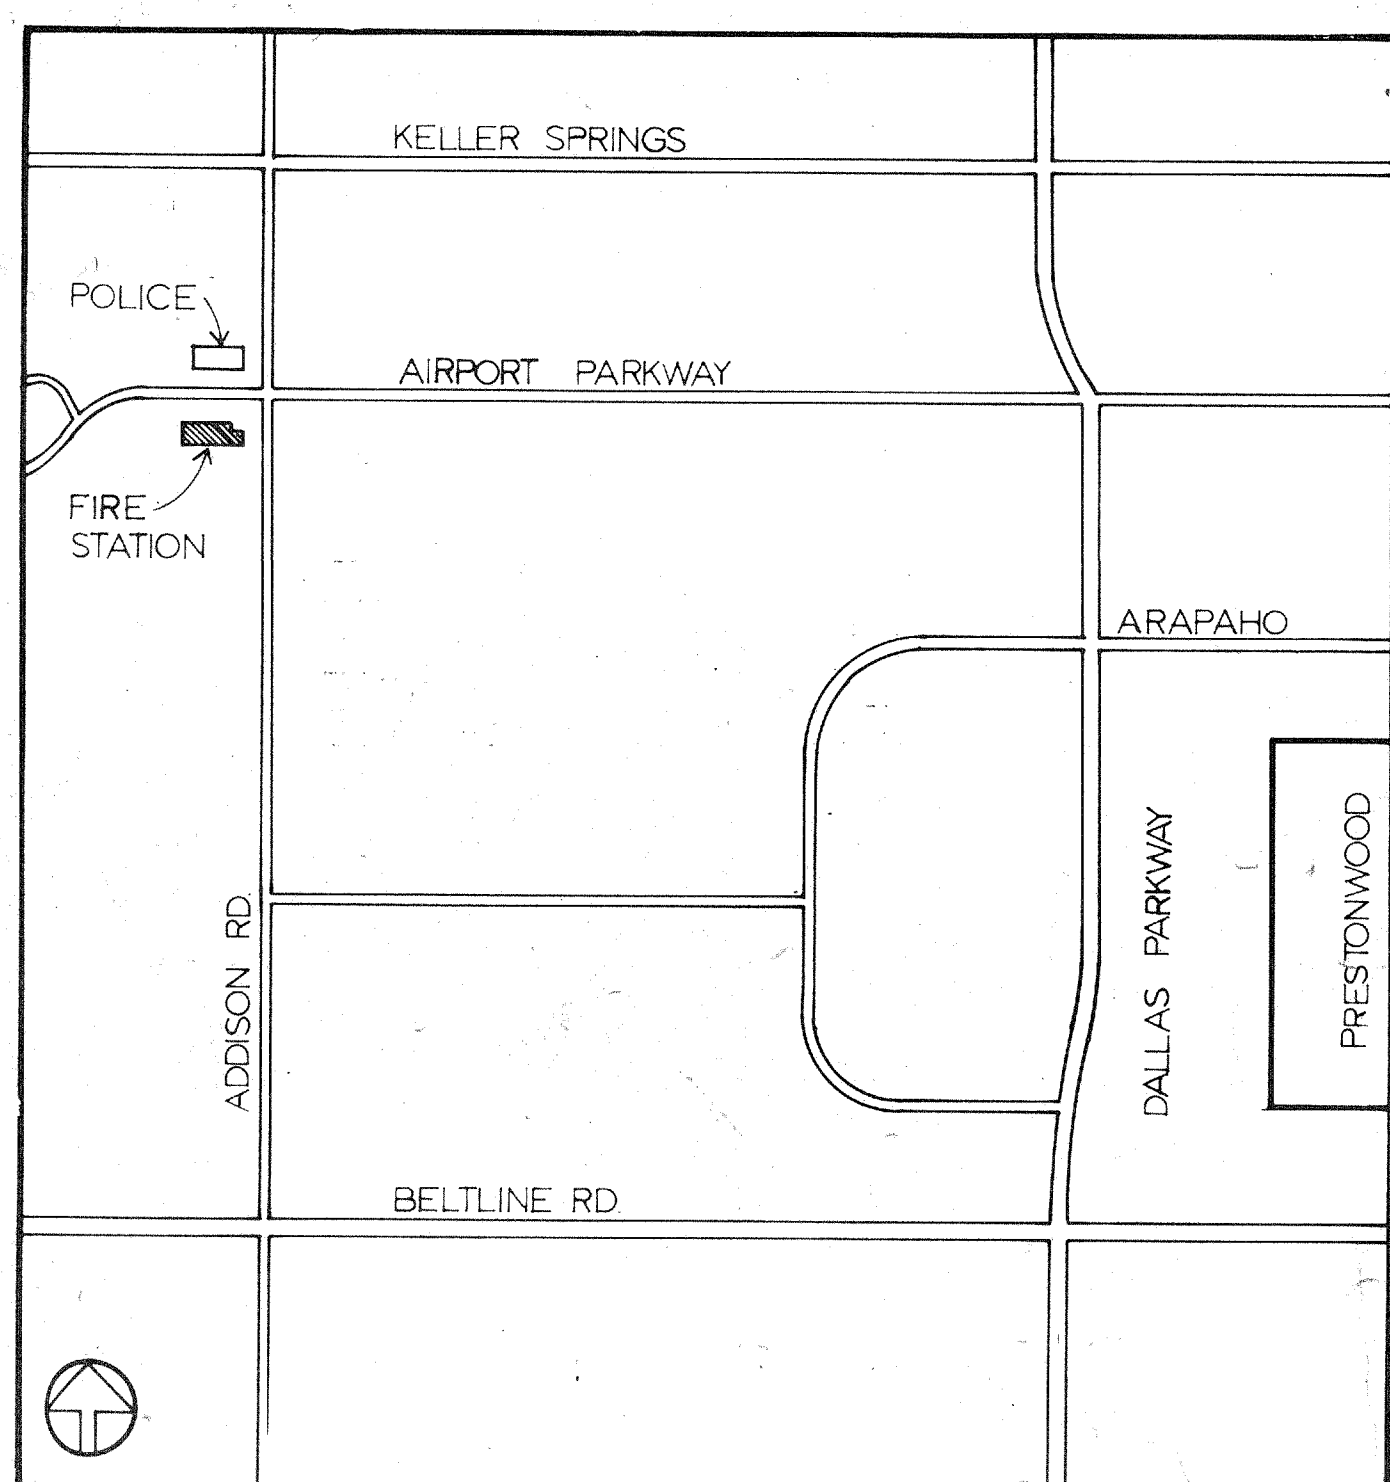 KELLER SPRINGS
POLICE
AIRPORT PARKWAY
FIRE
STATION
ARAPAHO
PRESTONWOOD
DALLAS PARKWAY
ADDISON RD.
BELTLINE RD.